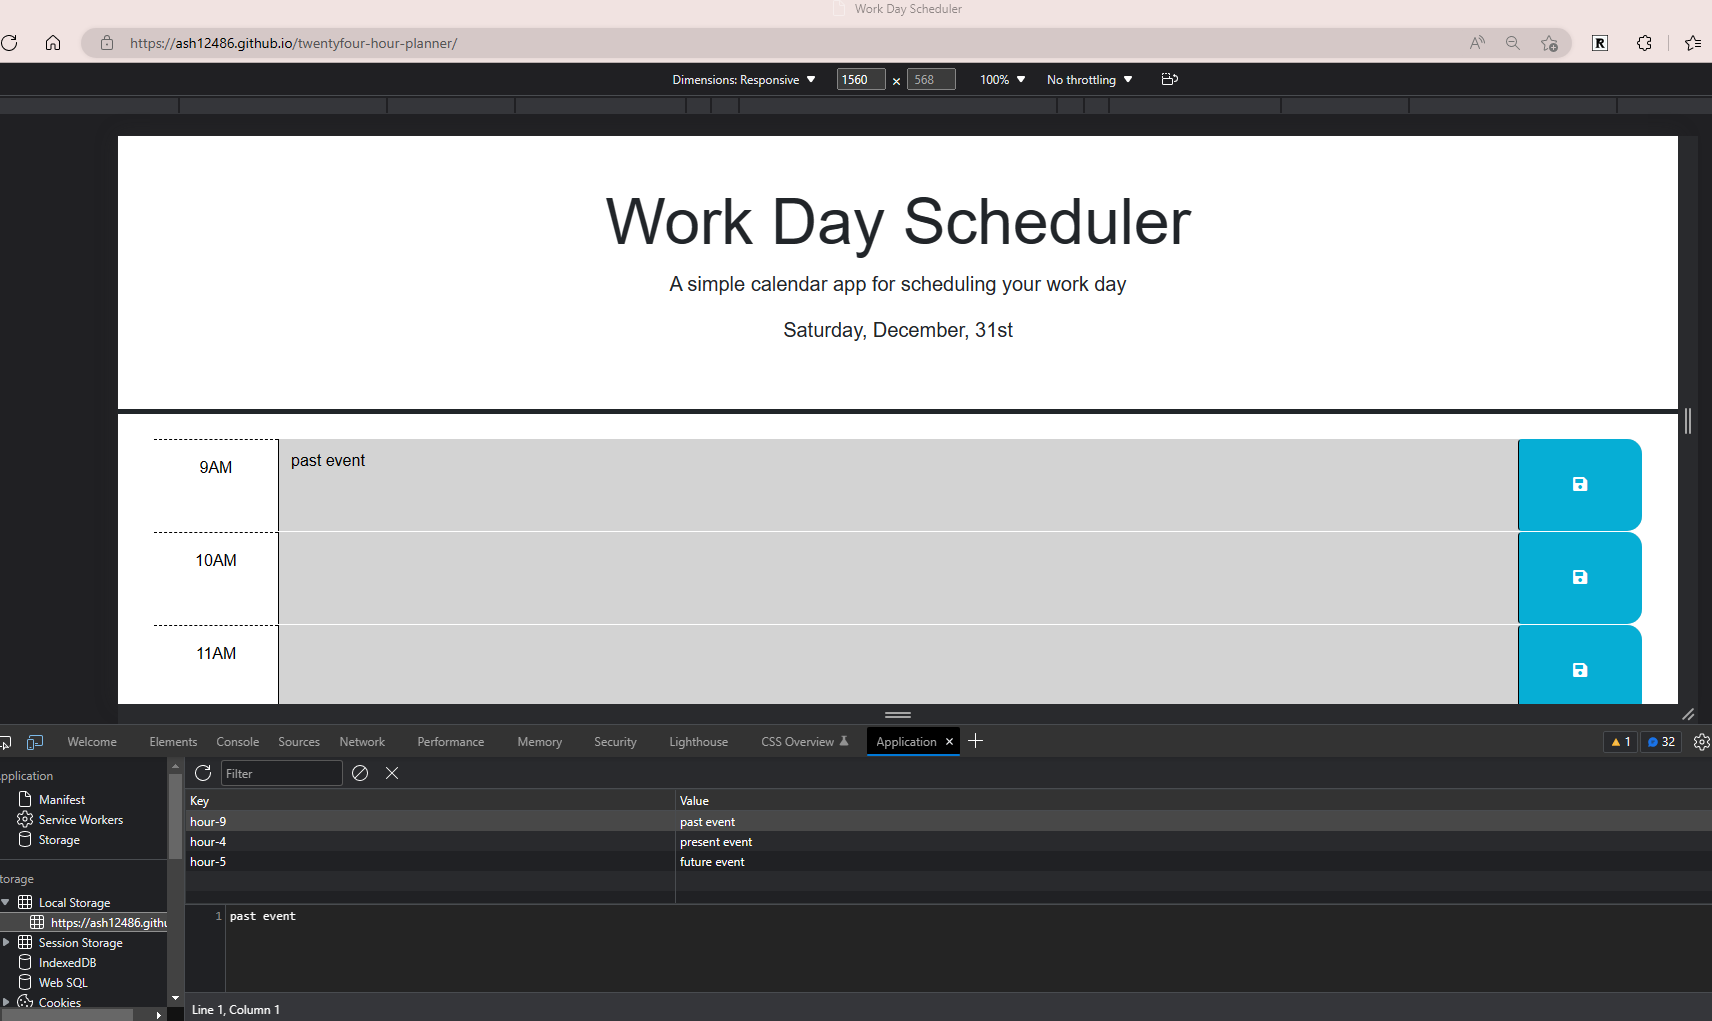 Work Day Scheduler
https://ash12486.github.io/twentyfour-hour-planner/
Dimensions: Responsive 1560 × 568 100% No throttling
Work Day Scheduler
A simple calendar app for scheduling your work day
Saturday, December, 31st
9AM past event
10AM
11AM
Welcome Elements Console Sources Network Performance Memory Security Lighthouse CSS Overview Application 1 32
pplication
Filter
Manifest
Service Workers
Storage
Key Value
hour-9 past event
hour-4 present event
hour-5 future event
torage
Local Storage
https://ash12486.githu
Session Storage
IndexedDB
Web SQL
Cookies
1 past event
Line 1, Column 1